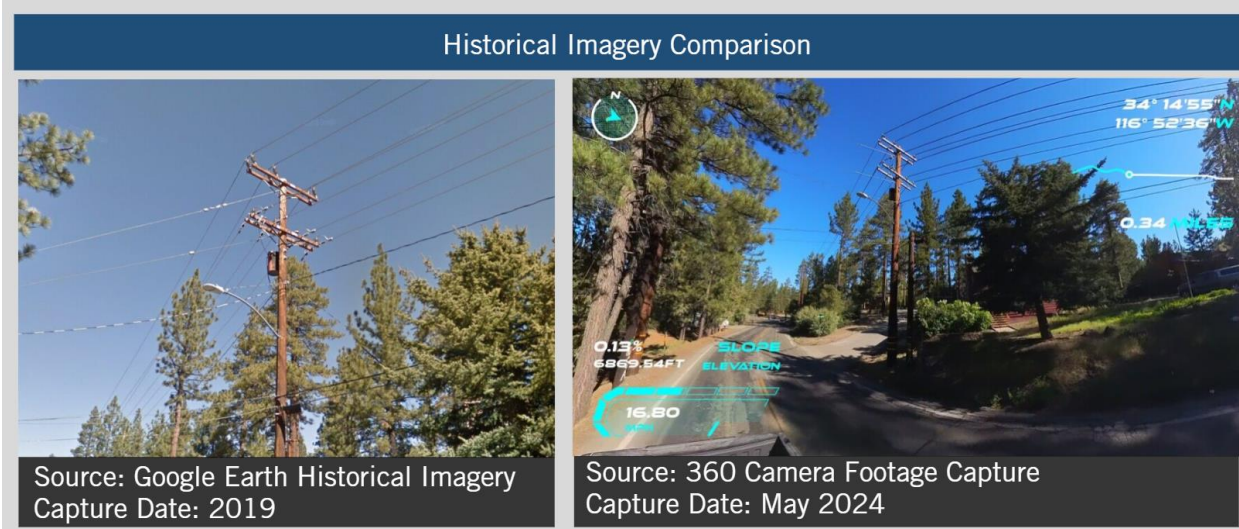 Historical Imagery Comparison
N
34° 14'55"N
116° 52'36"W
0.34 MILES
0.13% SLOPE
6869.54FT ELEVATION
16.80
Source: Google Earth Historical Imagery
Capture Date: 2019
Source: 360 Camera Footage Capture
Capture Date: May 2024